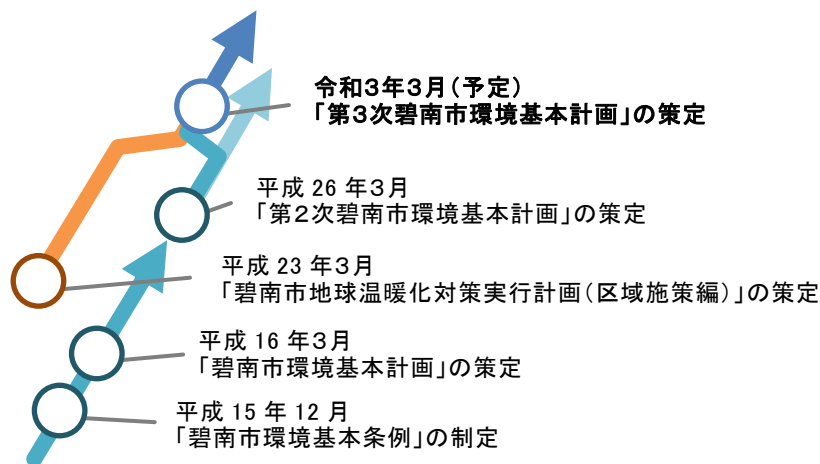 令和３年３月（予定）
「第３次碧南市環境基本計画」の策定
平成 26 年３月
「第２次碧南市環境基本計画」の策定
平成 23 年３月
「碧南市地球温暖化対策実行計画（区域施策編）」の策定
平成 16 年３月
「碧南市環境基本計画」の策定
平成 15 年 12 月
「碧南市環境基本条例」の制定